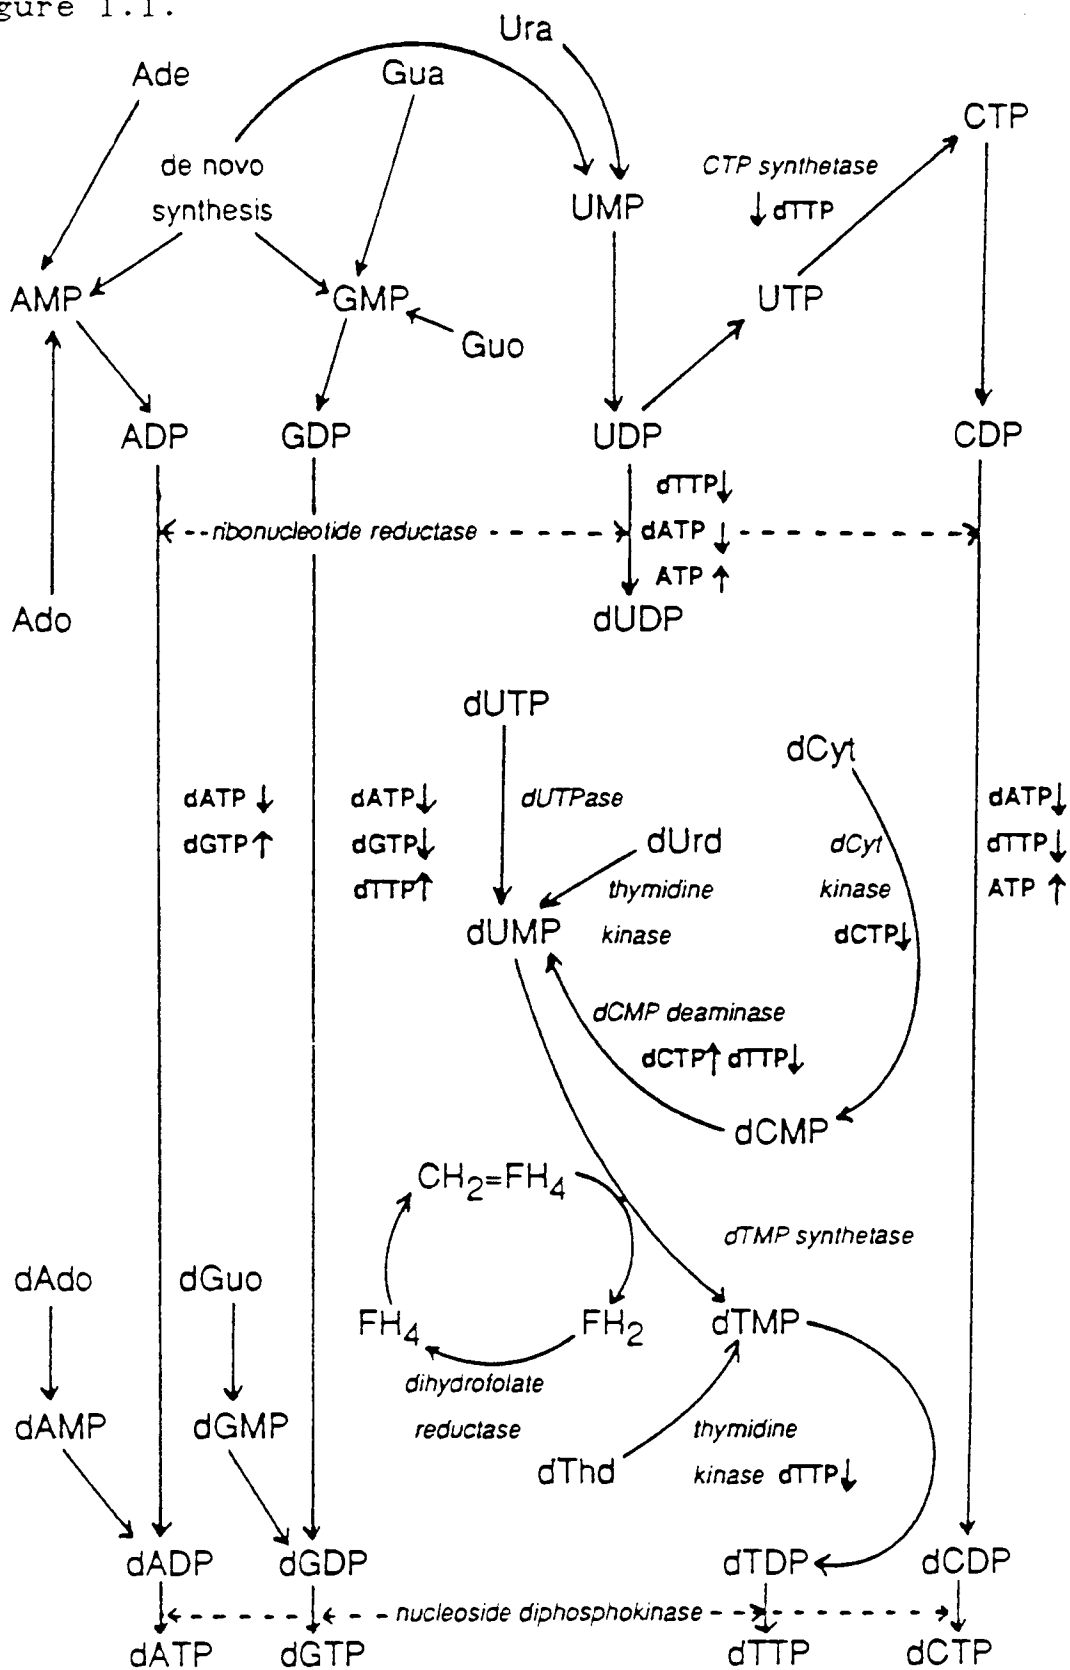 gure 1.1.
Ura
Ade
Gua
CTP
de novo
synthesis
CTP synthetase
↓ dTTP
UMP
AMP
GMP
UTP
Guo
ADP
GDP
UDP
CDP
dTTP↓
ribonucleotide reductase
dATP ↓
ATP ↑
Ado
dUDP
dUTP
dCyt
dATP ↓
dATP↓
dUTPase
dATP↓
dGTP ↑
dGTP↓
dUrd
dCyt
dTTP↓
dTTP↑
thymidine
kinase
ATP ↑
dUMP
kinase
dCTP↓
dCMP deaminase
dCTP↑ dTTP↓
dCMP
CH2=FH4
dTMP synthetase
dAdo
dGuo
FH4
FH2
dTMP
dihydrofolate
reductase
dAMP
dGMP
thymidine
dThd
kinase dTTP↓
dADP
dGDP
dTDP
dCDP
nucleoside diphosphokinase
dATP
dGTP
dTTP
dCTP